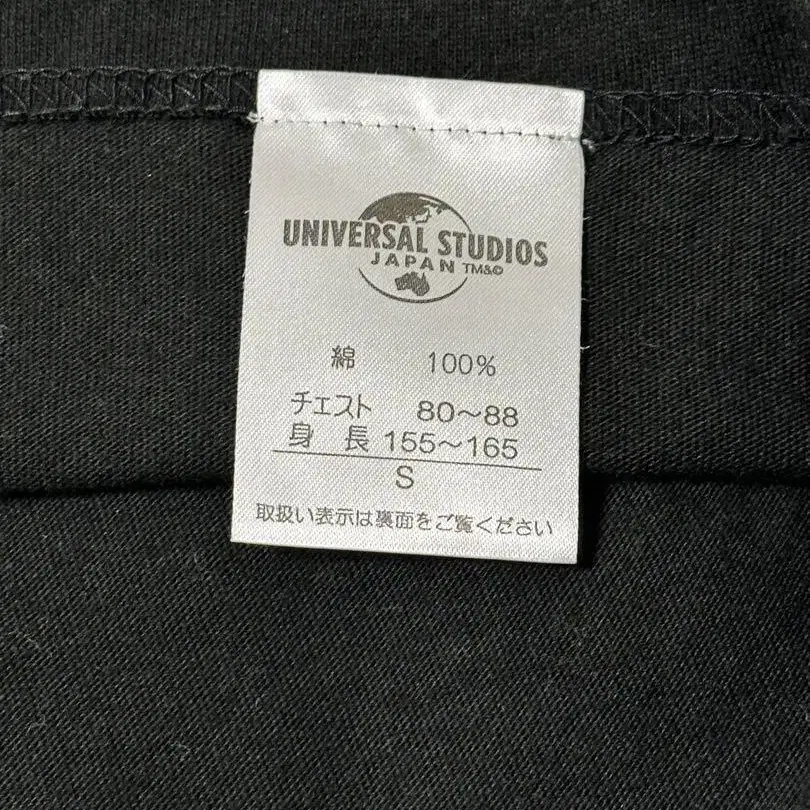 UNIVERSAL STUDIOS
JAPAN TM&©
綿 100%
チェスト 80～88
身長 155～165
S
取扱い表示は裏面をご覧ください